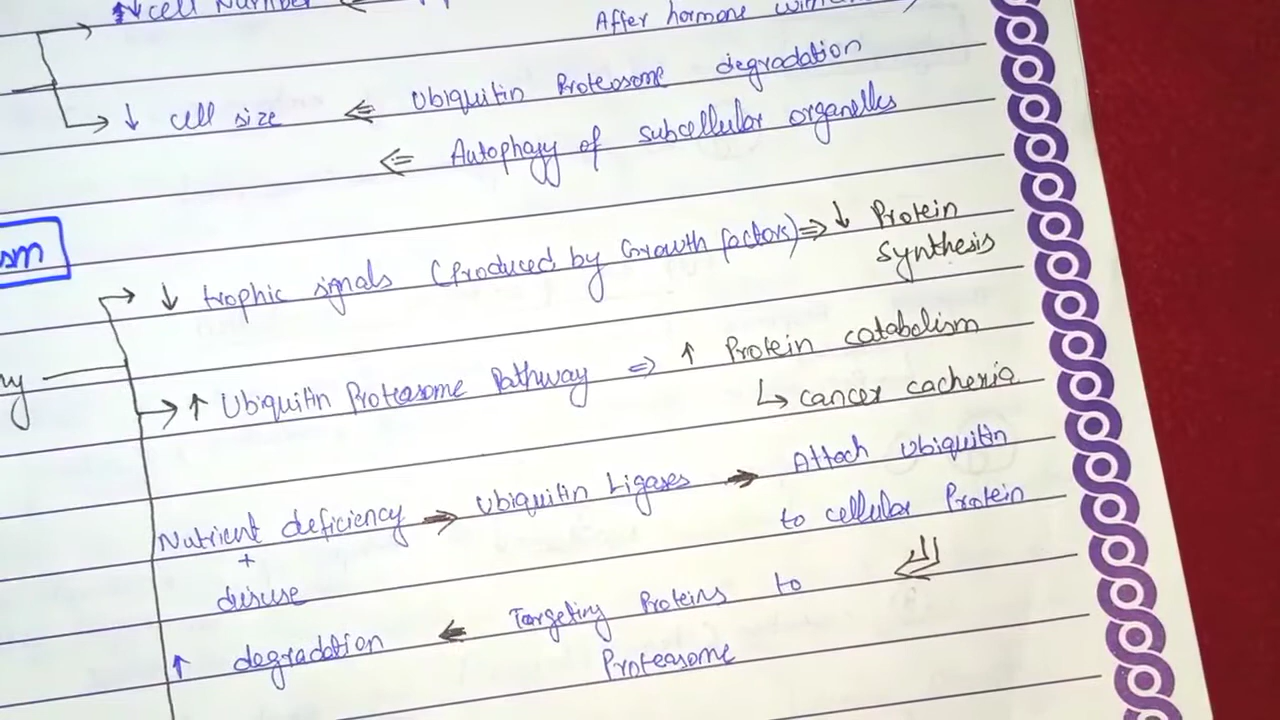 ↓ cell Number ⇐
After hormone
↓ cell size ⇐ Ubiquitin Proteosome degradation
⇐ Autophagy of subcellular organelles
sm
↓ trophic signals (Produced by Growth factors) ⇒ ↓ Protein
synthesis
↑ Ubiquitin Proteasome Pathway ⇒ ↑ Protein catabolism
↳ cancer cachexia
Nutrient deficiency → Ubiquitin Ligases → Attach ubiquitin
+
to cellular Protein
disuse
Targeting Proteins to
Proteasome
↑ degradation ←